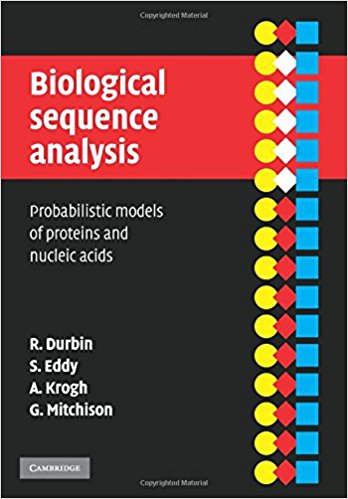 Copyrighted Material
Biological
sequence
analysis
Probabilistic models
of proteins and
nucleic acids
R. Durbin
S. Eddy
A. Krogh
G. Mitchison
CAMBRIDGE
Copyrighted Material